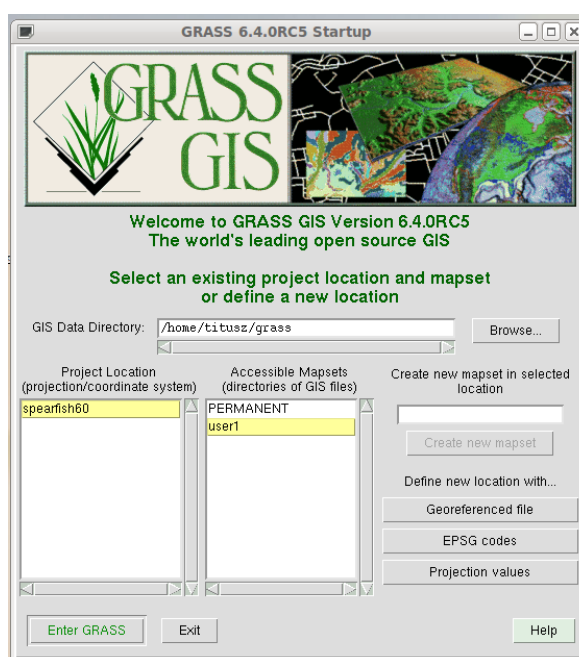 GRASS 6.4.0RC5 Startup
GRASS
GIS
Welcome to GRASS GIS Version 6.4.0RC5
The world's leading open source GIS
Select an existing project location and mapset
or define a new location
GIS Data Directory:
/home/titusz/grass
Browse...
Project Location
(projection/coordinate system)
spearfish60
Accessible Mapsets
(directories of GIS files)
PERMANENT
user1
Create new mapset in selected
location
Create new mapset
Define new location with...
Georeferenced file
EPSG codes
Projection values
Enter GRASS
Exit
Help